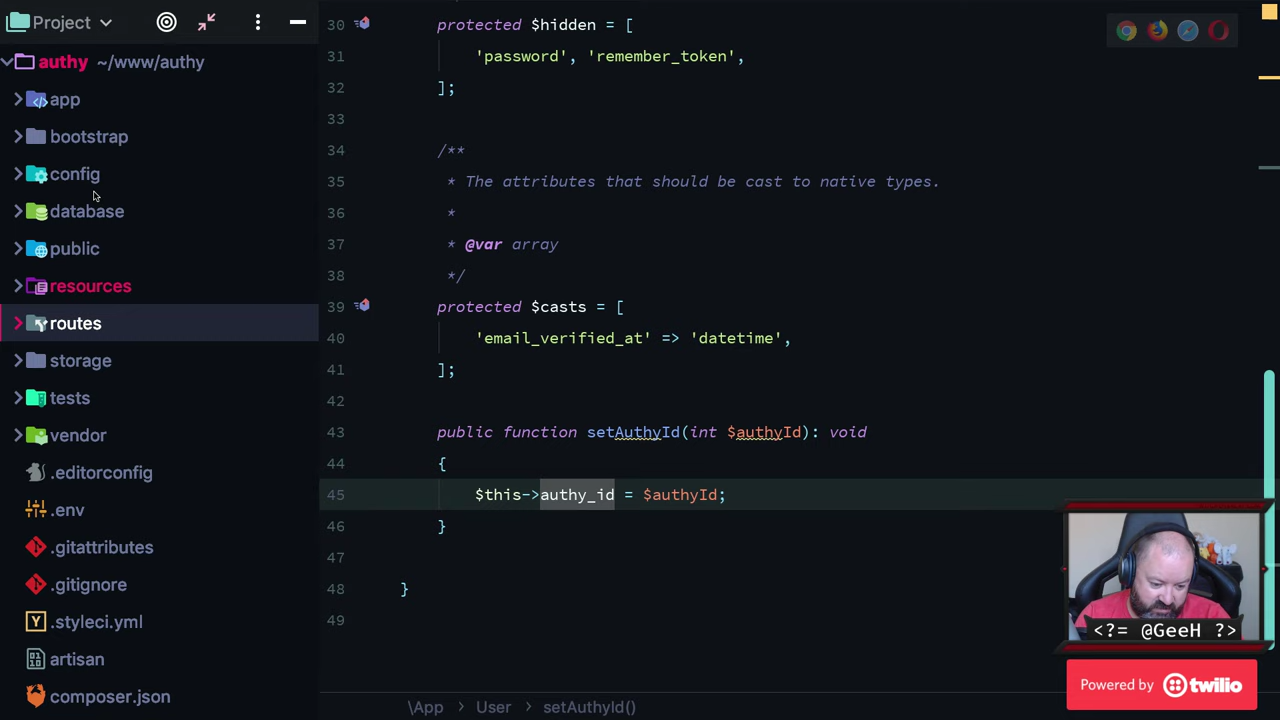 Project
authy ~/www/authy
app
bootstrap
config
database
public
resources
routes
storage
tests
vendor
.editorconfig
.env
.gitattributes
.gitignore
.styleci.yml
artisan
composer.json
30 protected $hidden = [
31 'password', 'remember_token',
32 ];
33
34 /**
35 * The attributes that should be cast to native types.
36 *
37 * @var array
38 */
39 protected $casts = [
40 'email_verified_at' => 'datetime',
41 ];
42
43 public function setAuthyId(int $authyId): void
44 {
45 $this->authy_id = $authyId;
46 }
47
48 }
49
\App > User > setAuthyId()
<?= @GeeH ?>
Powered by twilio